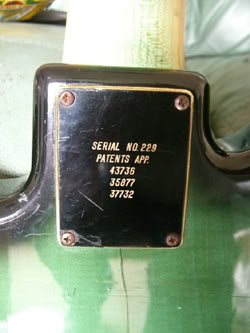 SERIAL NO. 229
PATENTS APP.
43736
35877
37732